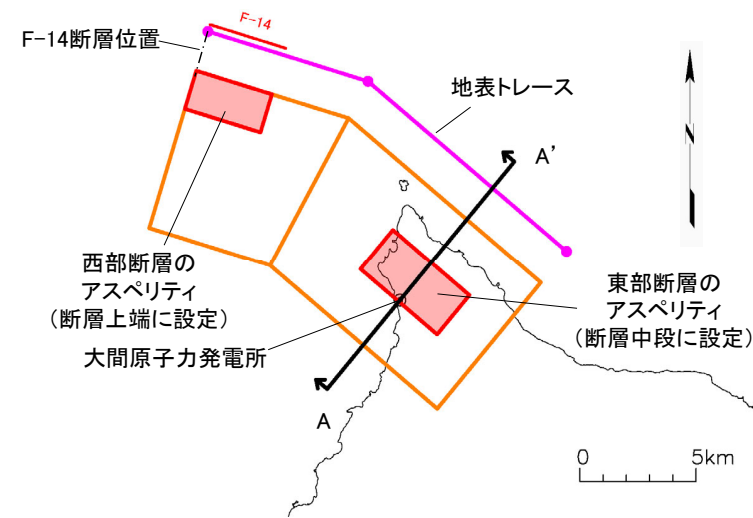 F-14
F-14断層位置
地表トレース
N
A’
西部断層の
アスペリティ
（断層上端に設定）
東部断層の
アスペリティ
（断層中段に設定）
大間原子力発電所
A
0 5km